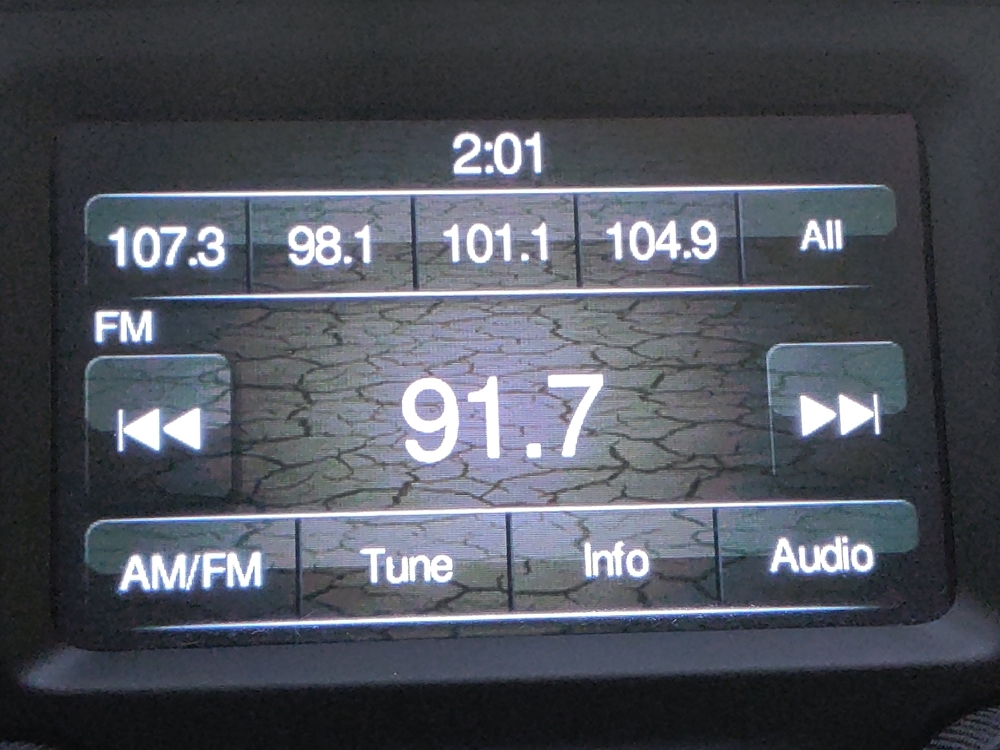 2:01
107.3 98.1 101.1 104.9 All
FM
91.7
AM/FM Tune Info Audio